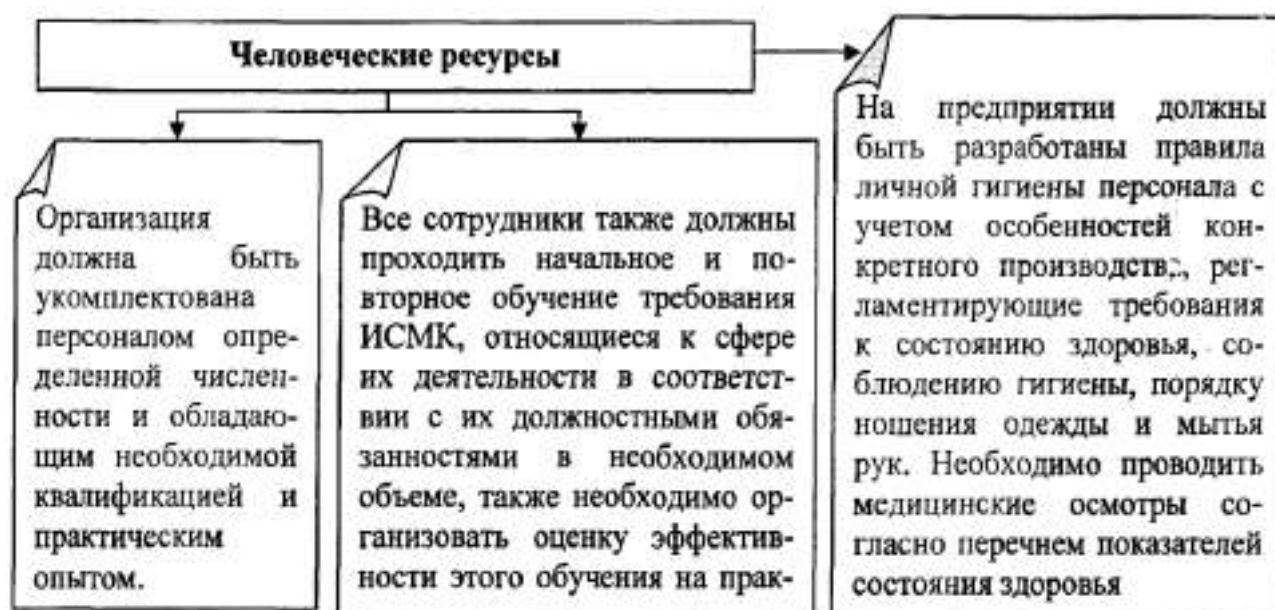 Человеческие ресурсы
Организация
должна быть
укомплектована
персоналом опре-
деленной числен-
ности и обладаю-
щим необходимой
квалификацией и
практическим
опытом.
Все сотрудники также должны
проходить начальное и по-
вторное обучение требования
ИСМК, относящиеся к сфере
их деятельности в соответст-
вии с их должностными обя-
занностями в необходимом
объеме, также необходимо ор-
ганизовать оценку эффектив-
ности этого обучения на прак-
На предприятии должны
быть разработаны правила
личной гигиены персонала с
учетом особенностей кон-
кретного производства, рег-
ламентирующие требования
к состоянию здоровья, со-
блюдению гигиены, порядку
ношения одежды и мытья
рук. Необходимо проводить
медицинские осмотры со-
гласно перечнем показателей
состояния здоровья